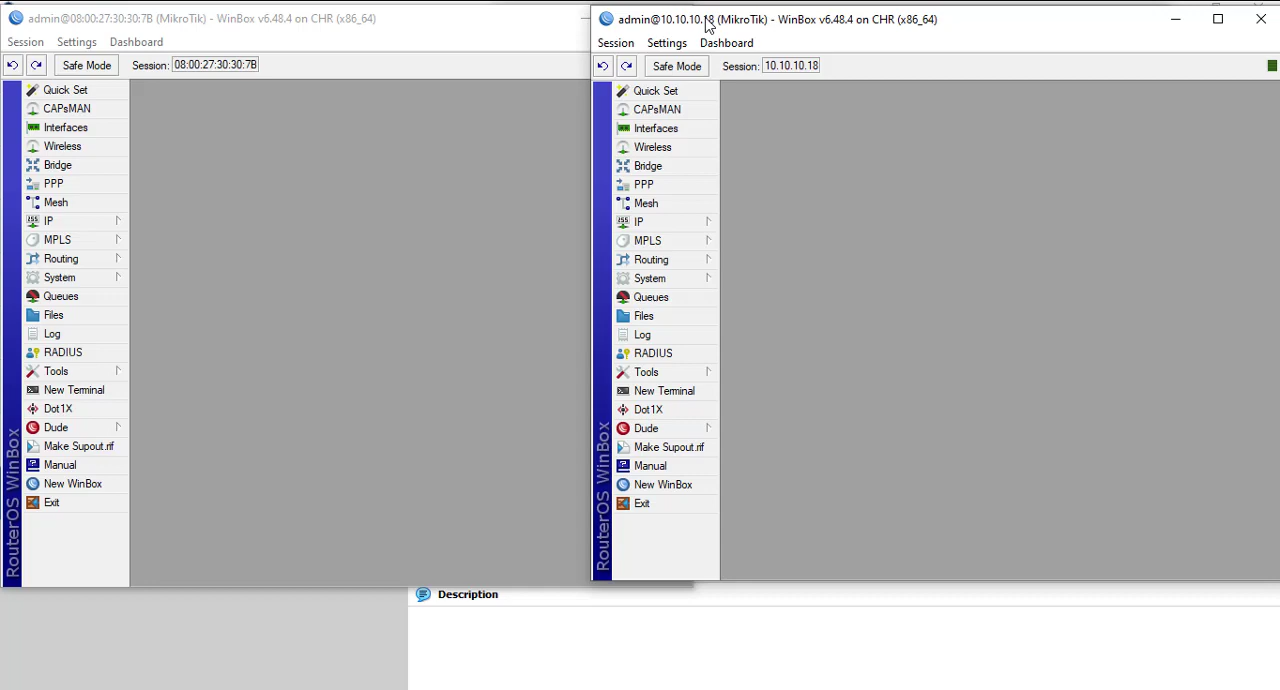 admin@08:00:27:30:30:7B (MikroTik) - WinBox v6.48.4 on CHR (x86_64)
Session Settings Dashboard
Safe Mode Session: 08:00:27:30:30:7B
Quick Set
CAPsMAN
Interfaces
Wireless
Bridge
PPP
Mesh
IP
MPLS
Routing
System
Queues
Files
Log
RADIUS
Tools
New Terminal
Dot1X
Dude
Make Supout.rif
Manual
New WinBox
Exit
RouterOS WinBox
admin@10.10.10.18 (MikroTik) - WinBox v6.48.4 on CHR (x86_64)
Session Settings Dashboard
Safe Mode Session: 10.10.10.18
Quick Set
CAPsMAN
Interfaces
Wireless
Bridge
PPP
Mesh
IP
MPLS
Routing
System
Queues
Files
Log
RADIUS
Tools
New Terminal
Dot1X
Dude
Make Supout.rif
Manual
New WinBox
Exit
RouterOS WinBox
Description